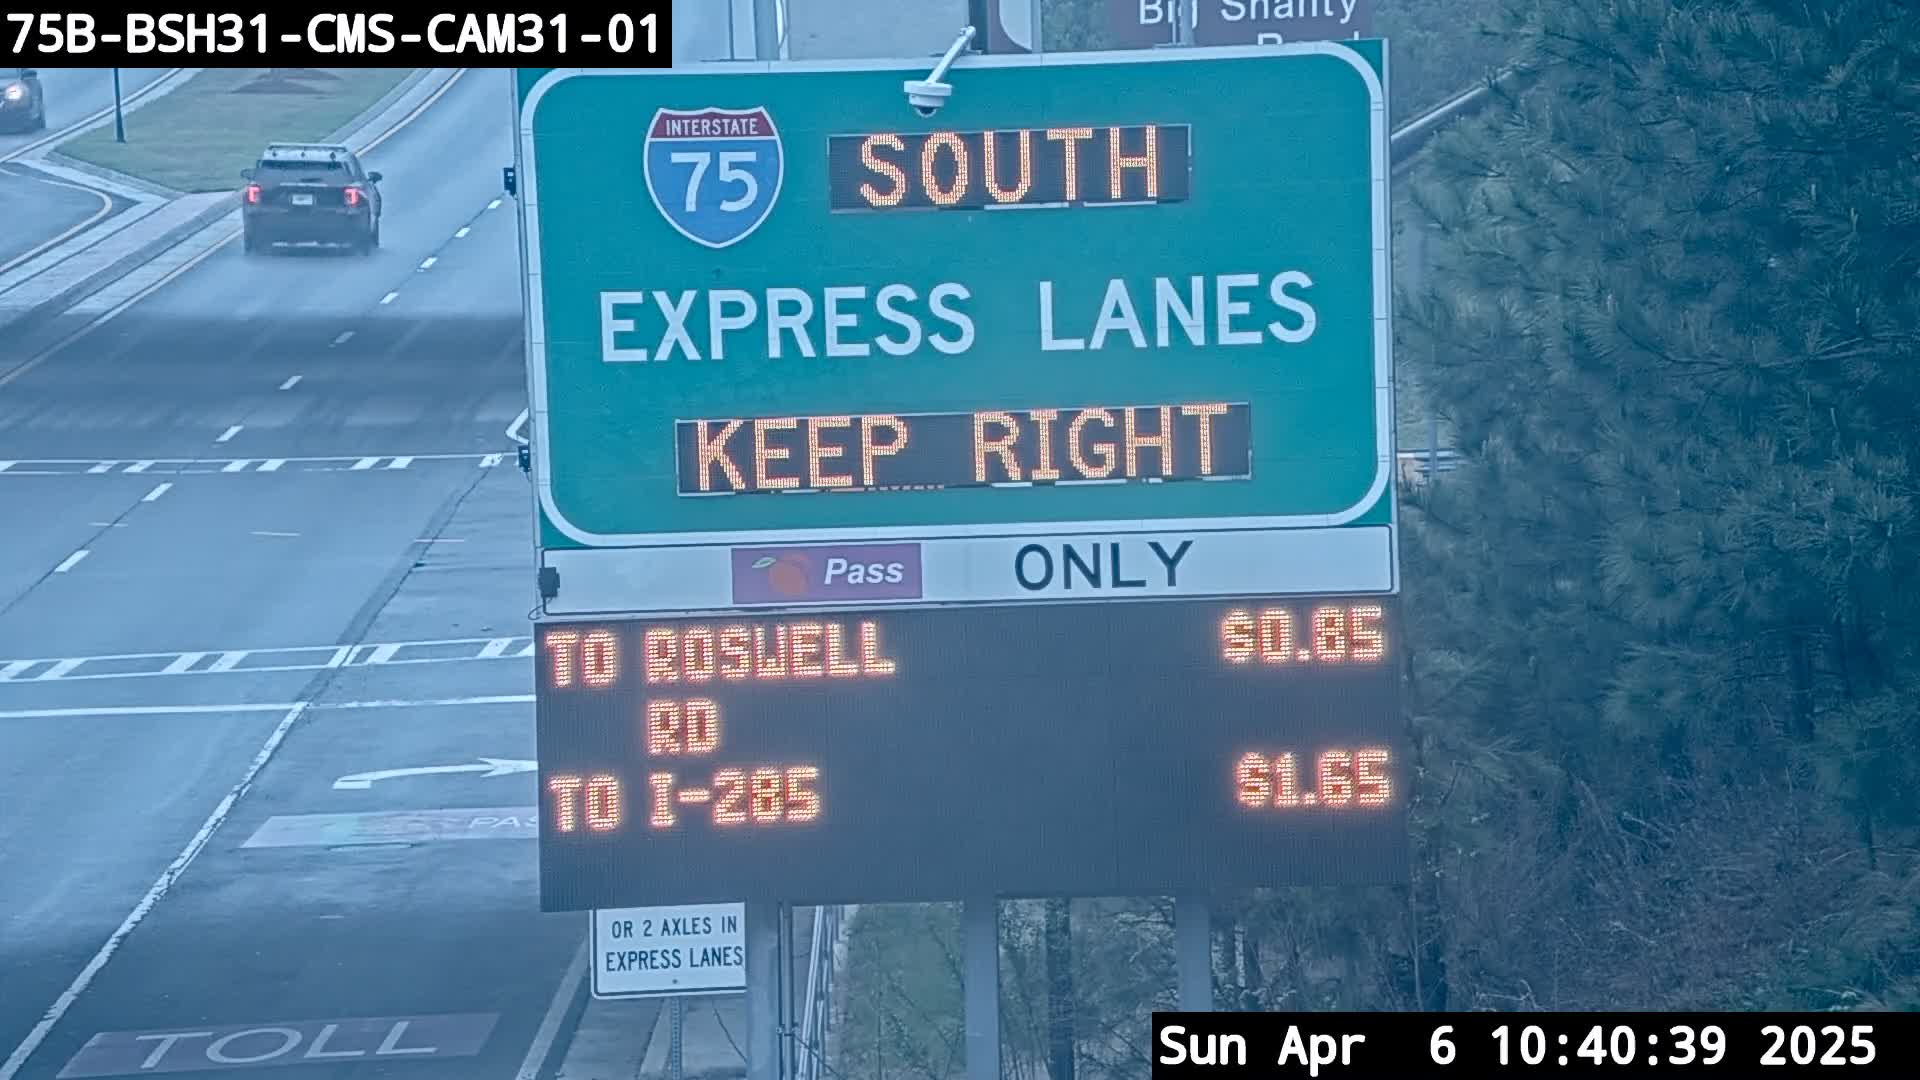 75B-BSH31-CMS-CAM31-01
Big Shanty
INTERSTATE
75
SOUTH
EXPRESS LANES
KEEP RIGHT
Pass ONLY
TO ROSWELL $0.85
RD
TO I-285 $1.65
OR 2 AXLES IN
EXPRESS LANES
TOLL
Sun Apr 6 10:40:39 2025